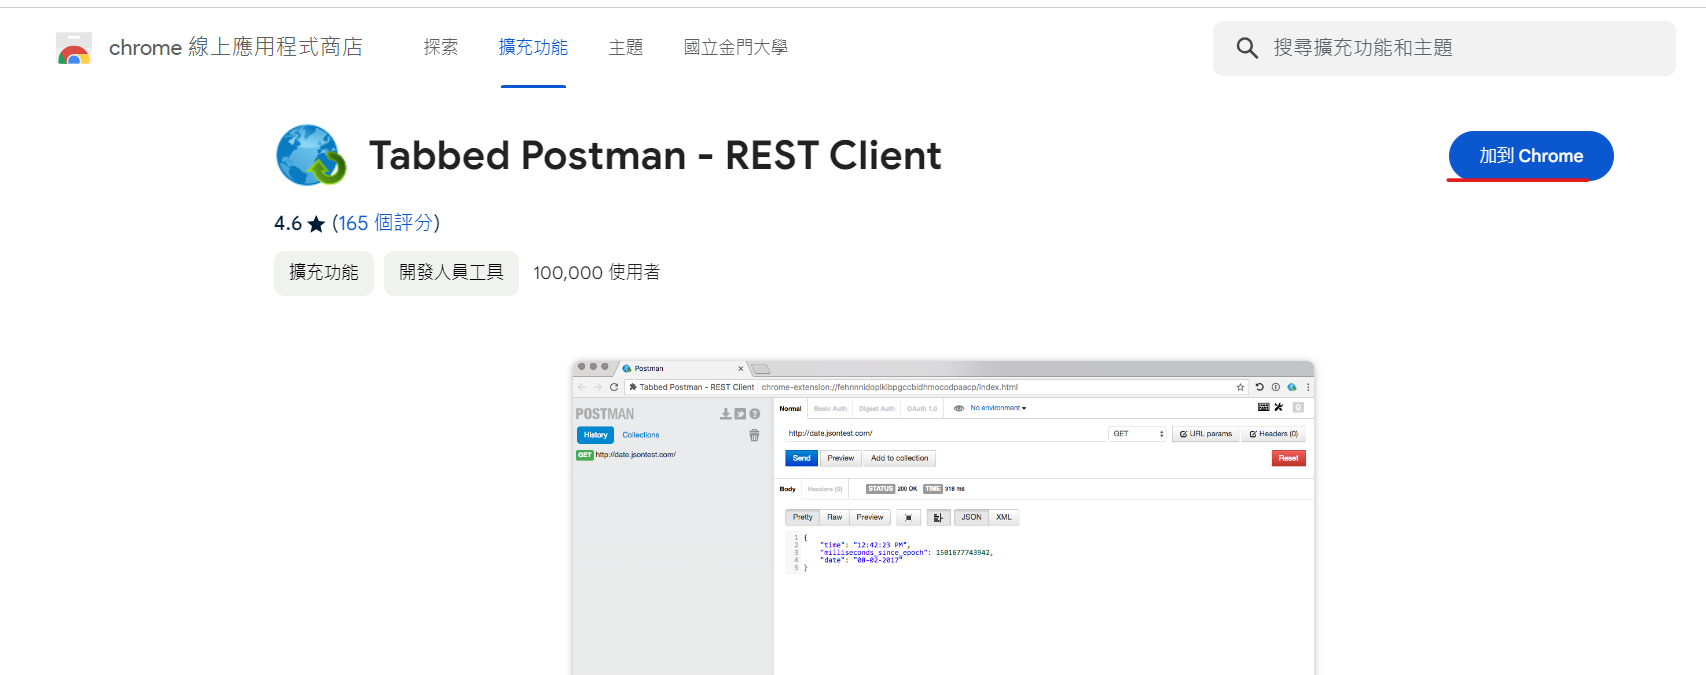 chrome 線上應用程式商店 探索 擴充功能 主題 國立金門大學 搜尋擴充功能和主題
Tabbed Postman - REST Client 加到 Chrome
4.6 ★ (165 個評分)
擴充功能 開發人員工具 100,000 使用者
Postman
Tabbed Postman - REST Client chrome-extension://fehnnnidoplklbpgccbldhmocodpaacp/index.html
POSTMAN Normal Basic Auth Digest Auth OAuth 1.0 No environment 0
History Collections http://date.jsontest.com/ GET URL params Headers (0)
GET http://date.jsontest.com/ Send Preview Add to collection Reset
Body Headers (9) STATUS 200 OK TIME 318 ms
Pretty Raw Preview JSON XML
1 {
2 "time": "12:42:23 PM",
3 "milliseconds_since_epoch": 1501677743942,
4 "date": "08-02-2017"
5 }